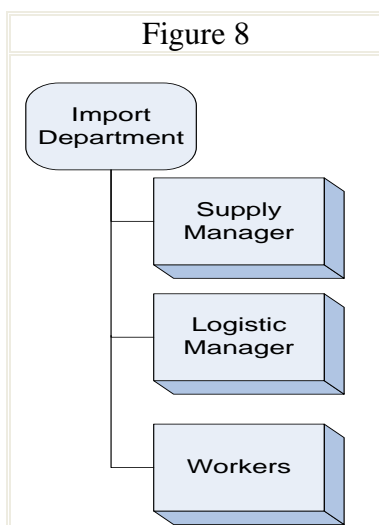 Figure 8
Import
Department
Supply
Manager
Logistic
Manager
Workers